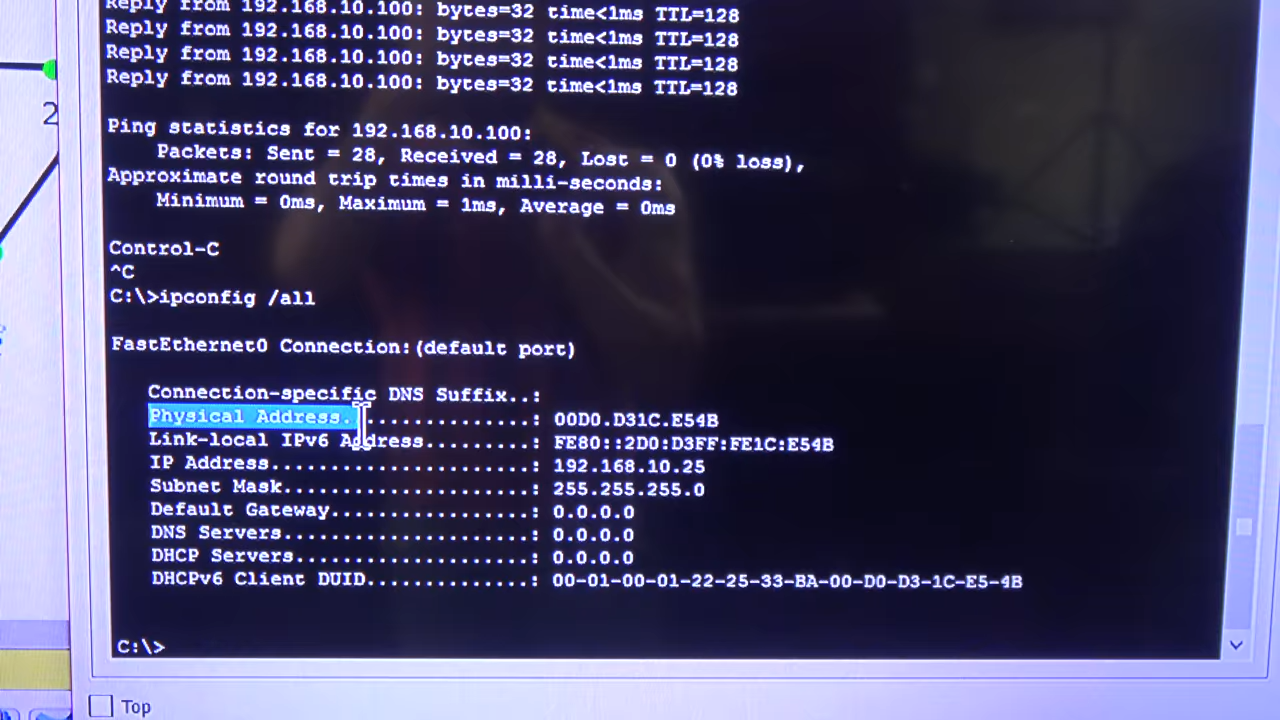 Reply from 192.168.10.100: bytes=32 time<1ms TTL=128
Reply from 192.168.10.100: bytes=32 time<1ms TTL=128
Reply from 192.168.10.100: bytes=32 time<1ms TTL=128
Reply from 192.168.10.100: bytes=32 time<1ms TTL=128
Ping statistics for 192.168.10.100:
Packets: Sent = 28, Received = 28, Lost = 0 (0% loss),
Approximate round trip times in milli-seconds:
Minimum = 0ms, Maximum = 1ms, Average = 0ms
Control-C
^C
C:\>ipconfig /all
FastEthernet0 Connection:(default port)
Connection-specific DNS Suffix..:
Physical Address................: 00D0.D31C.E54B
Link-local IPv6 Address.........: FE80::2D0:D3FF:FE1C:E54B
IP Address......................: 192.168.10.25
Subnet Mask.....................: 255.255.255.0
Default Gateway.................: 0.0.0.0
DNS Servers.....................: 0.0.0.0
DHCP Servers....................: 0.0.0.0
DHCPv6 Client DUID..............: 00-01-00-01-22-25-33-BA-00-D0-D3-1C-E5-4B
C:\>
Top
2